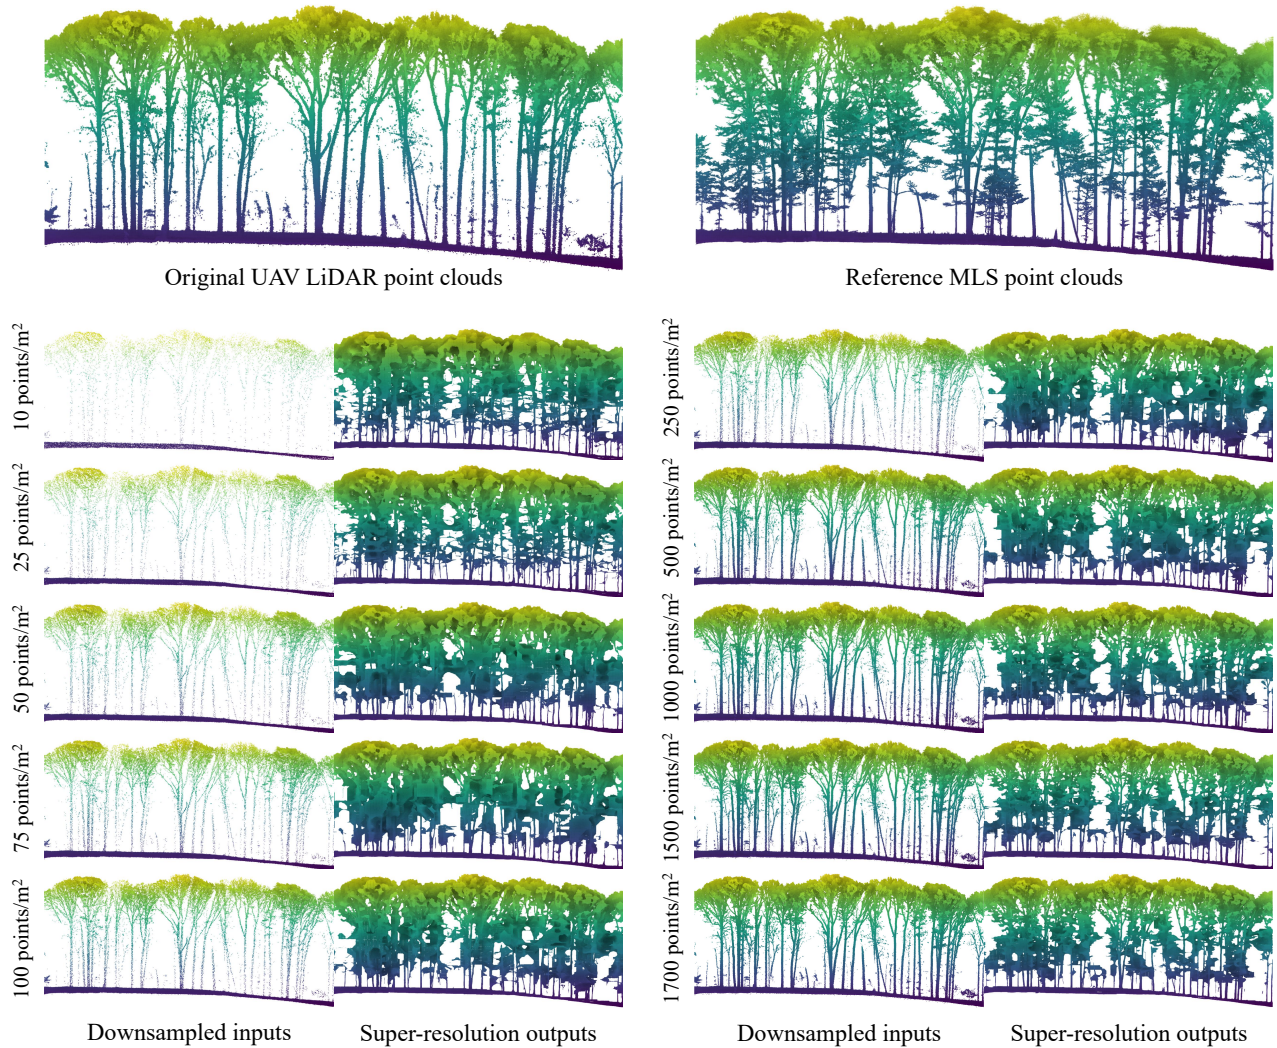 Original UAV LiDAR point clouds
Reference MLS point clouds
10 points/m²
25 points/m²
50 points/m²
75 points/m²
100 points/m²
250 points/m²
500 points/m²
1000 points/m²
1500 points/m²
1700 points/m²
Downsampled inputs
Super-resolution outputs
Downsampled inputs
Super-resolution outputs